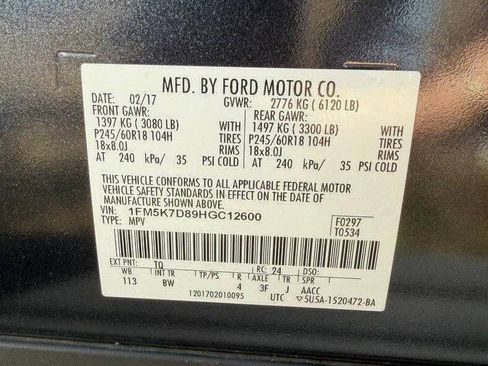 MFD. BY FORD MOTOR CO.
DATE: 02/17 GVWR: 2776 KG ( 6120 LB)
FRONT GAWR: REAR GAWR:
1397 KG ( 3080 LB) WITH 1497 KG ( 3300 LB) WITH
P245/60R18 104H TIRES P245/60R18 104H TIRES
18x8.0J RIMS 18x8.0J RIMS
AT 240 kPa/ 35 PSI COLD AT 240 kPa/ 35 PSI COLD
THIS VEHICLE CONFORMS TO ALL APPLICABLE FEDERAL MOTOR
VEHICLE SAFETY STANDARDS IN EFFECT ON THE DATE OF
MANUFACTURE SHOWN ABOVE.
VIN: 1FM5K7D89HGC12600 F0297
TYPE: MPV T0534
EXT PNT: TQ RC: 24 DSO:
WB INT TR TP/PS R AXLE TR SPR
113 BW 4 3F J AACC
1201702010095 UTC ▽5U5A-1520472-BA